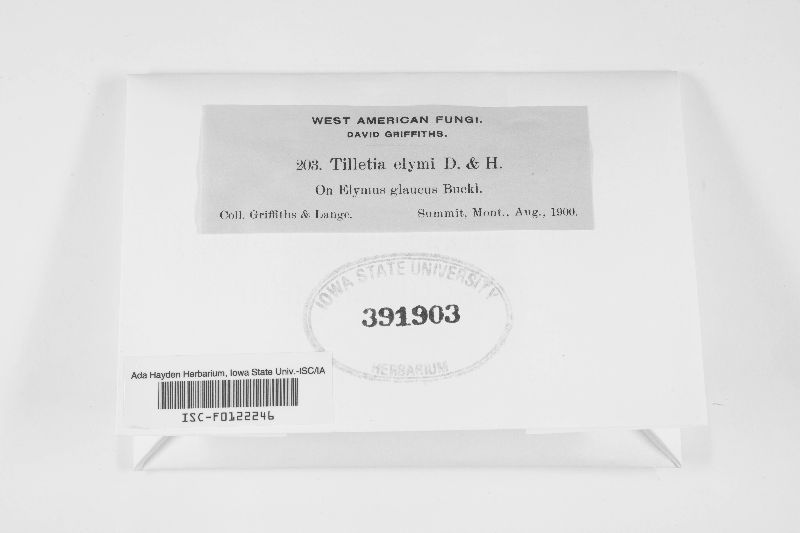 WEST AMERICAN FUNGI.
DAVID GRIFFITHS.
203. Tilletia elymi D. & H.
On Elymus glaucus Buckl.
Coll. Griffiths & Lange. Summit, Mont., Aug., 1900.
IOWA STATE UNIVERSITY
391903
HERBARIUM
Ada Hayden Herbarium, Iowa State Univ.-ISC/IA
ISC-F0122246